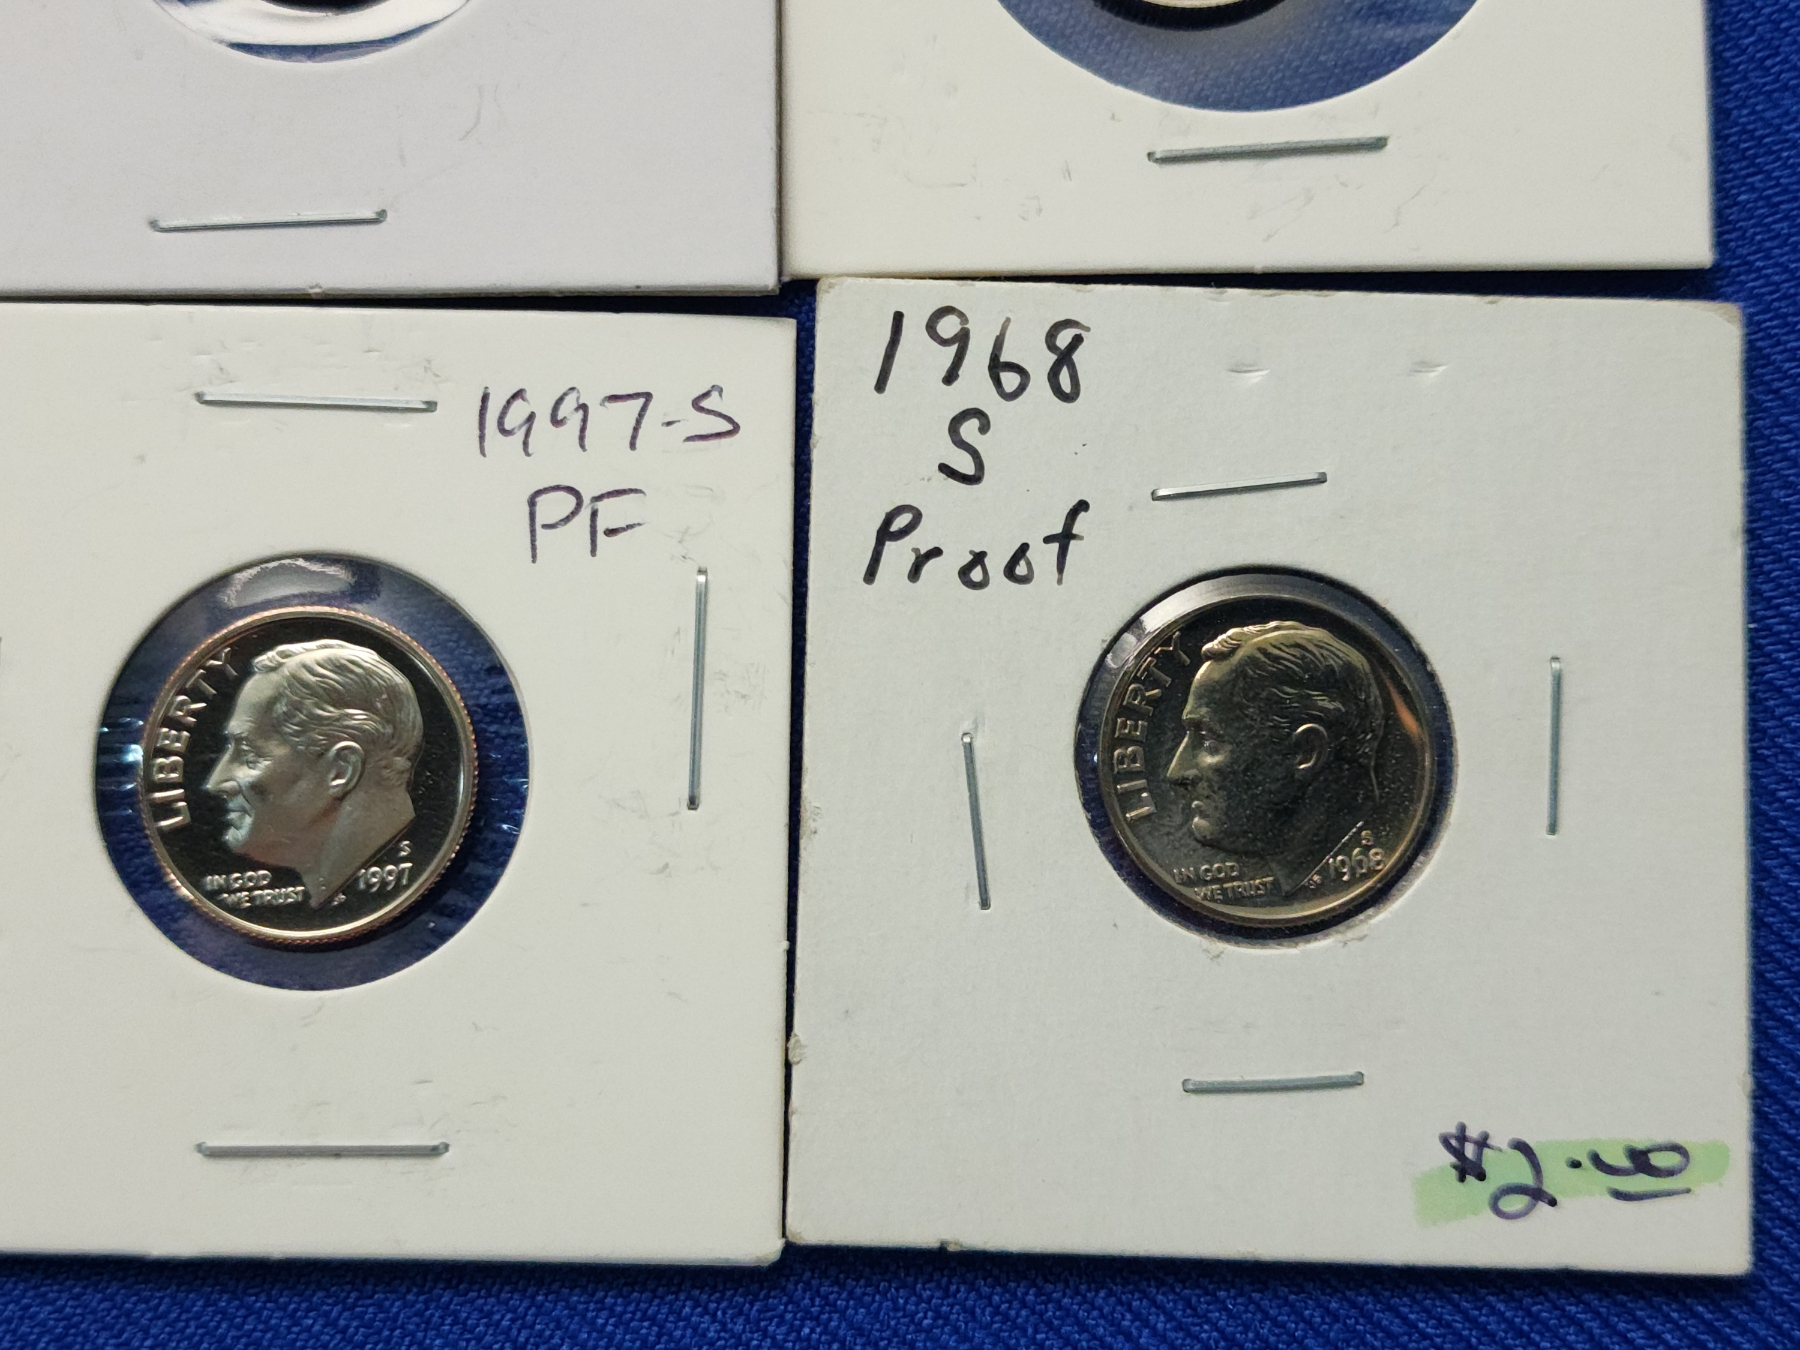 1997-S
PF
LIBERTY
IN GOD
WE TRUST
S
1997
1968
S
Proof
LIBERTY
IN GOD
WE TRUST
S
1968
$2.00